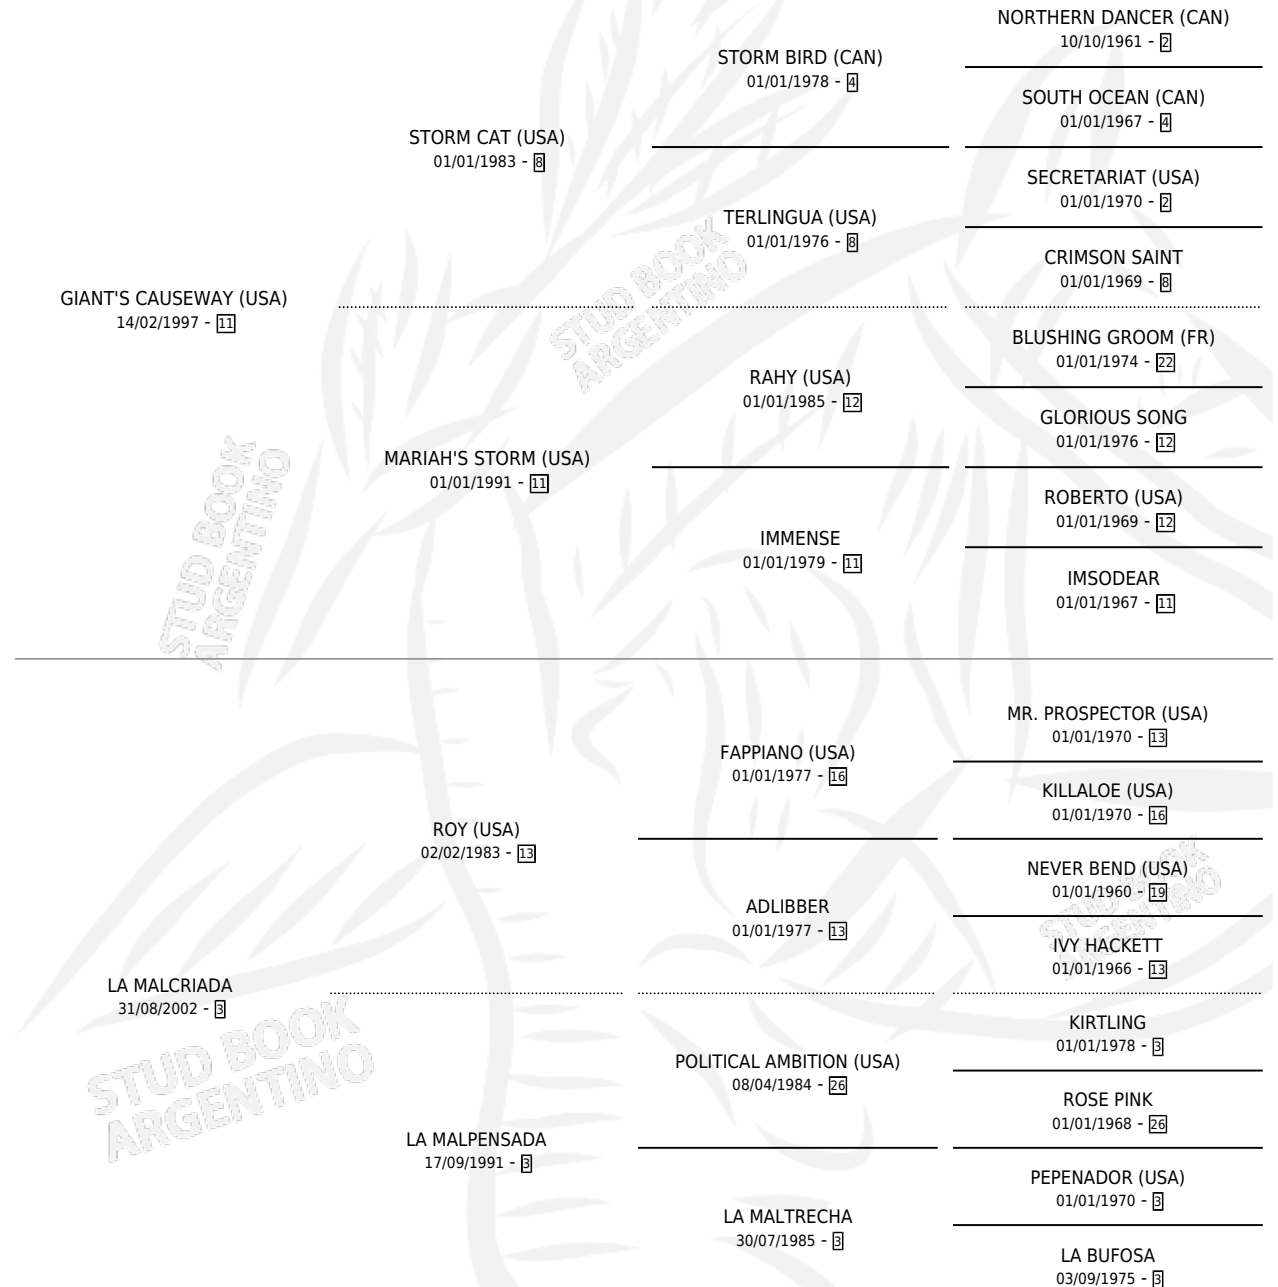 NORTHERN DANCER (CAN)
10/10/1961 - 2
STORM BIRD (CAN)
01/01/1978 - 4
SOUTH OCEAN (CAN)
01/01/1967 - 4
STORM CAT (USA)
01/01/1983 - 8
SECRETARIAT (USA)
01/01/1970 - 2
TERLINGUA (USA)
01/01/1976 - 8
CRIMSON SAINT
01/01/1969 - 8
GIANT'S CAUSEWAY (USA)
14/02/1997 - 11
BLUSHING GROOM (FR)
01/01/1974 - 22
RAHY (USA)
01/01/1985 - 12
GLORIOUS SONG
01/01/1976 - 12
MARIAH'S STORM (USA)
01/01/1991 - 11
ROBERTO (USA)
01/01/1969 - 12
IMMENSE
01/01/1979 - 11
IMSODEAR
01/01/1967 - 11
MR. PROSPECTOR (USA)
01/01/1970 - 13
FAPPIANO (USA)
01/01/1977 - 16
KILLALOE (USA)
01/01/1970 - 16
ROY (USA)
02/02/1983 - 13
NEVER BEND (USA)
01/01/1960 - 19
ADLIBBER
01/01/1977 - 13
IVY HACKETT
01/01/1966 - 13
LA MALCRIADA
31/08/2002 - 3
KIRTLING
01/01/1978 - 3
POLITICAL AMBITION (USA)
08/04/1984 - 26
ROSE PINK
01/01/1968 - 26
LA MALPENSADA
17/09/1991 - 3
PEPENADOR (USA)
01/01/1970 - 3
LA MALTRECHA
30/07/1985 - 3
LA BUFOSA
03/09/1975 - 3
STUD BOOK
ARGENTINO
STUD BOOK
ARGENTINO
STUD BOOK
ARGENTINO
STUD BOOK
ARGENTINO